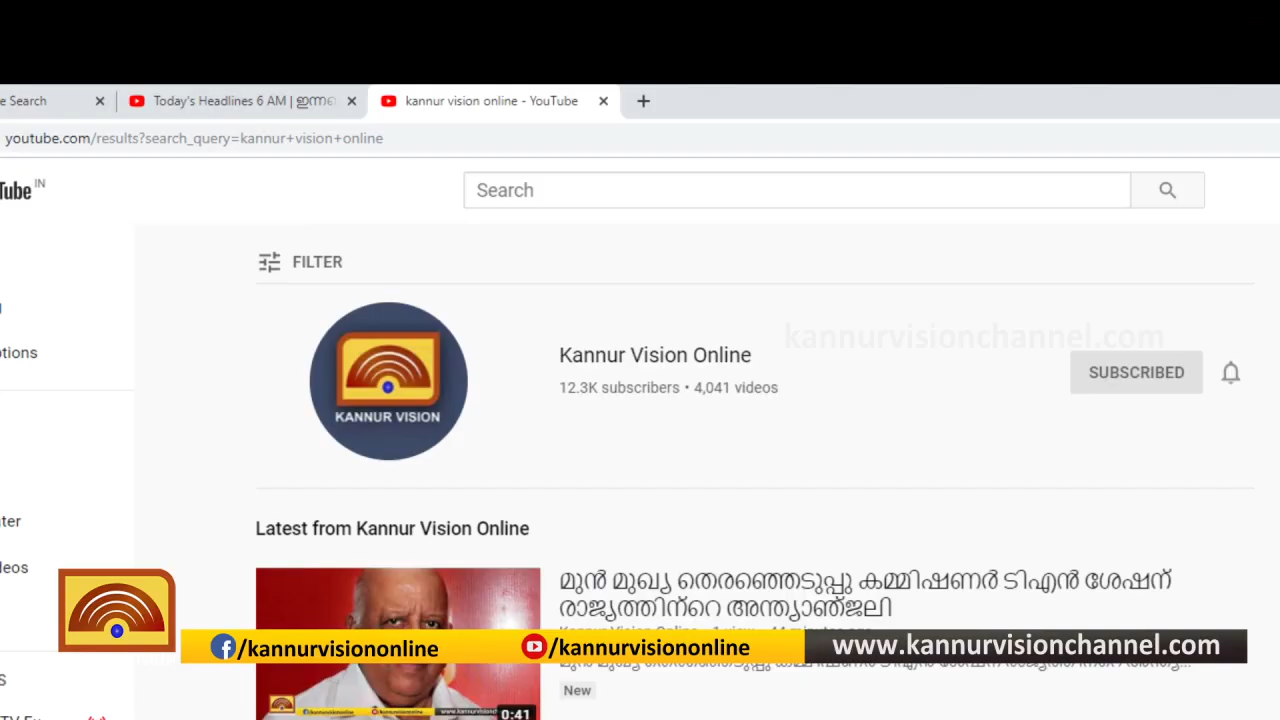 e Search
Today's Headlines 6 AM | ഇന്നലെ
kannur vision online - YouTube
youtube.com/results?search_query=kannur+vision+online
Tube IN
Search
FILTER
kannurvisionchannel.com
Kannur Vision Online
12.3K subscribers • 4,041 videos
SUBSCRIBED
KANNUR VISION
ptions
Latest from Kannur Vision Online
മുൻ മുഖ്യ തെരഞ്ഞെടുപ്പു കമ്മിഷണർ ടിഎൻ ശേഷന്
രാജ്യത്തിന്റെ അന്ത്യാഞ്ജലി
/kannurvisiononline
/kannurvisiononline
www.kannurvisionchannel.com
New
0:41